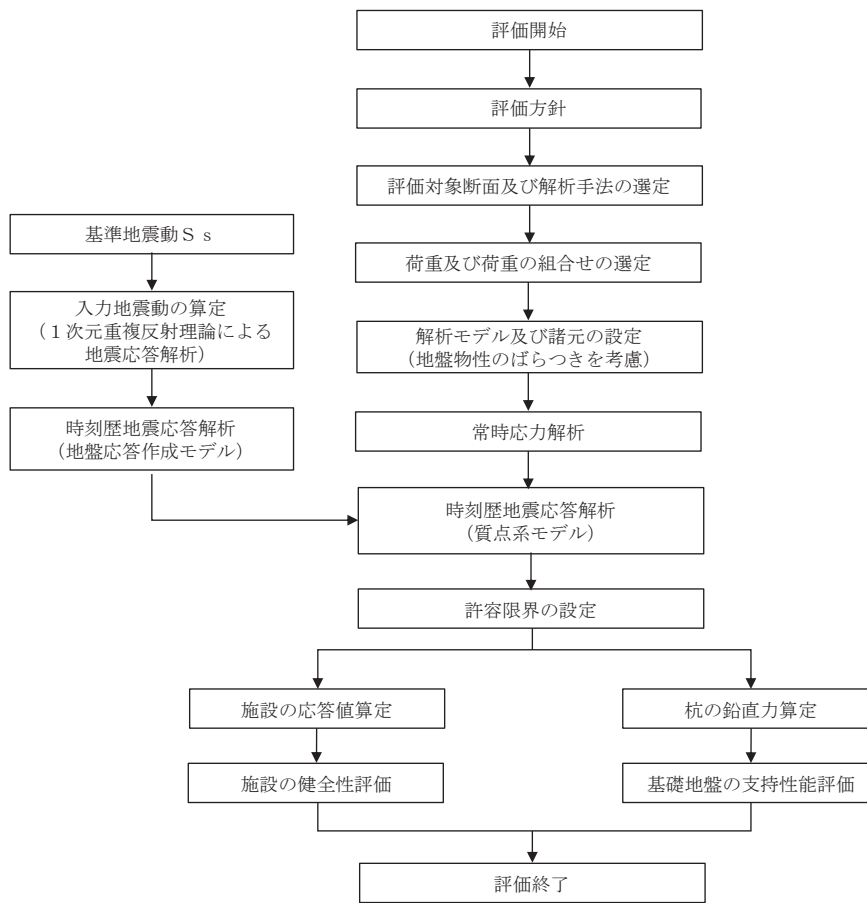 評価開始
評価方針
評価対象断面及び解析手法の選定
基準地震動Ｓｓ
荷重及び荷重の組合せの選定
入力地震動の算定
（１次元重複反射理論による
地震応答解析）
解析モデル及び諸元の設定
（地盤物性のばらつきを考慮）
時刻歴地震応答解析
（地盤応答作成モデル）
常時応力解析
時刻歴地震応答解析
（質点系モデル）
許容限界の設定
施設の応答値算定
杭の鉛直力算定
施設の健全性評価
基礎地盤の支持性能評価
評価終了